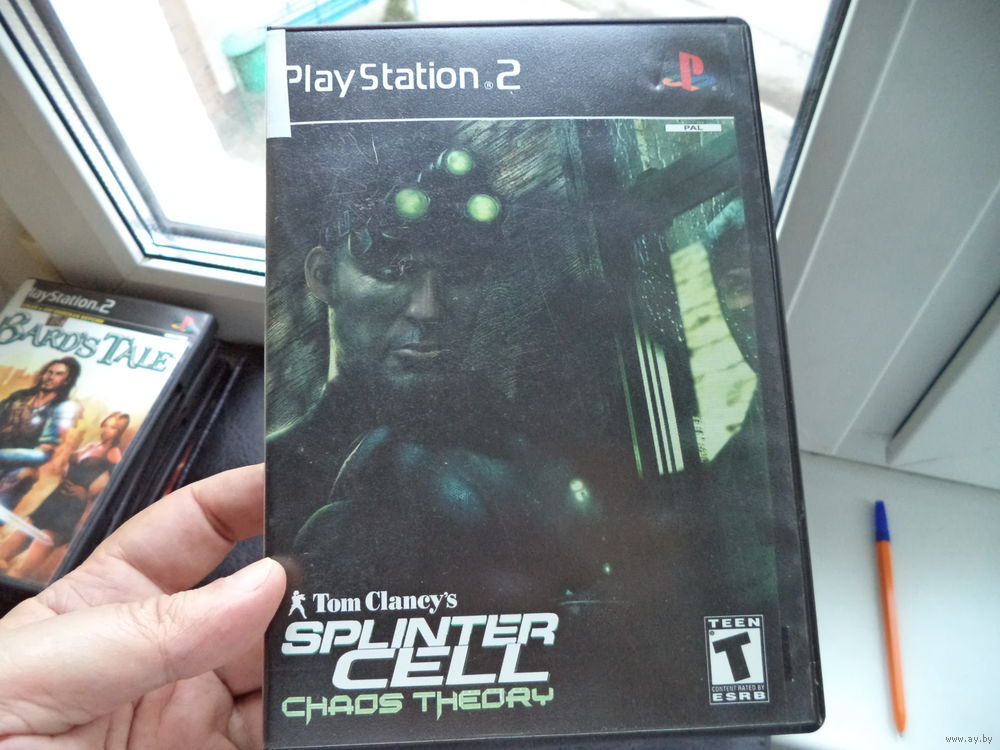 PlayStation®2
PAL
Tom Clancy's
SPLINTER
CELL
CHAOS THEORY
TEEN
T
CONTENT RATED BY
ESRB
PlayStation®2
BARD'S TALE
www.ay.by